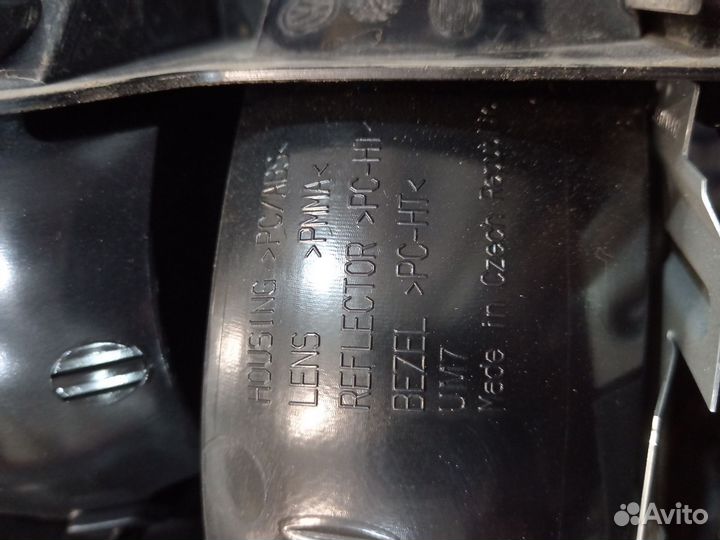 HOUSING >PC/ABS<
LENS >PMMA<
REFLECTOR >PC-HT<
BEZEL >PC-HT<
UM7
Made in Czech Republic
Avito